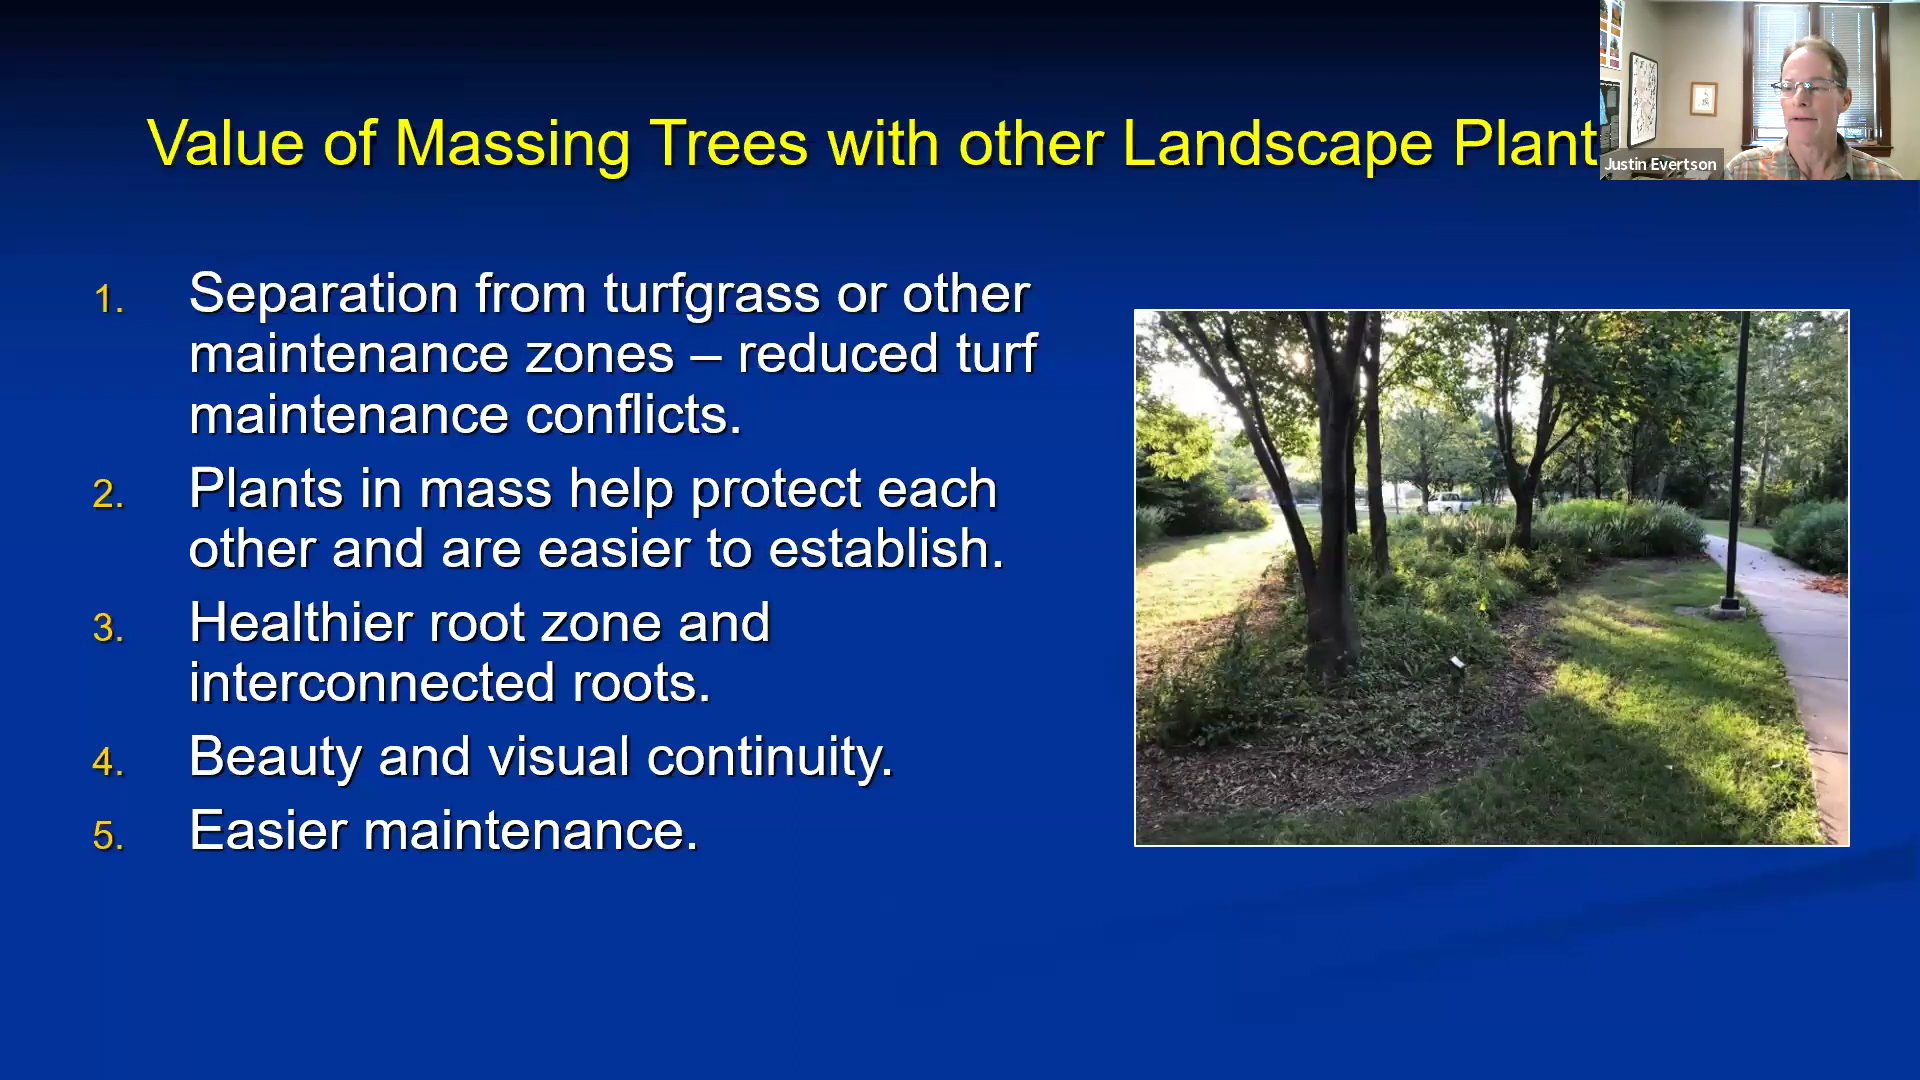 Value of Massing Trees with other Landscape Plant
Justin Evertson
1. Separation from turfgrass or other
maintenance zones – reduced turf
maintenance conflicts.
2. Plants in mass help protect each
other and are easier to establish.
3. Healthier root zone and
interconnected roots.
4. Beauty and visual continuity.
5. Easier maintenance.